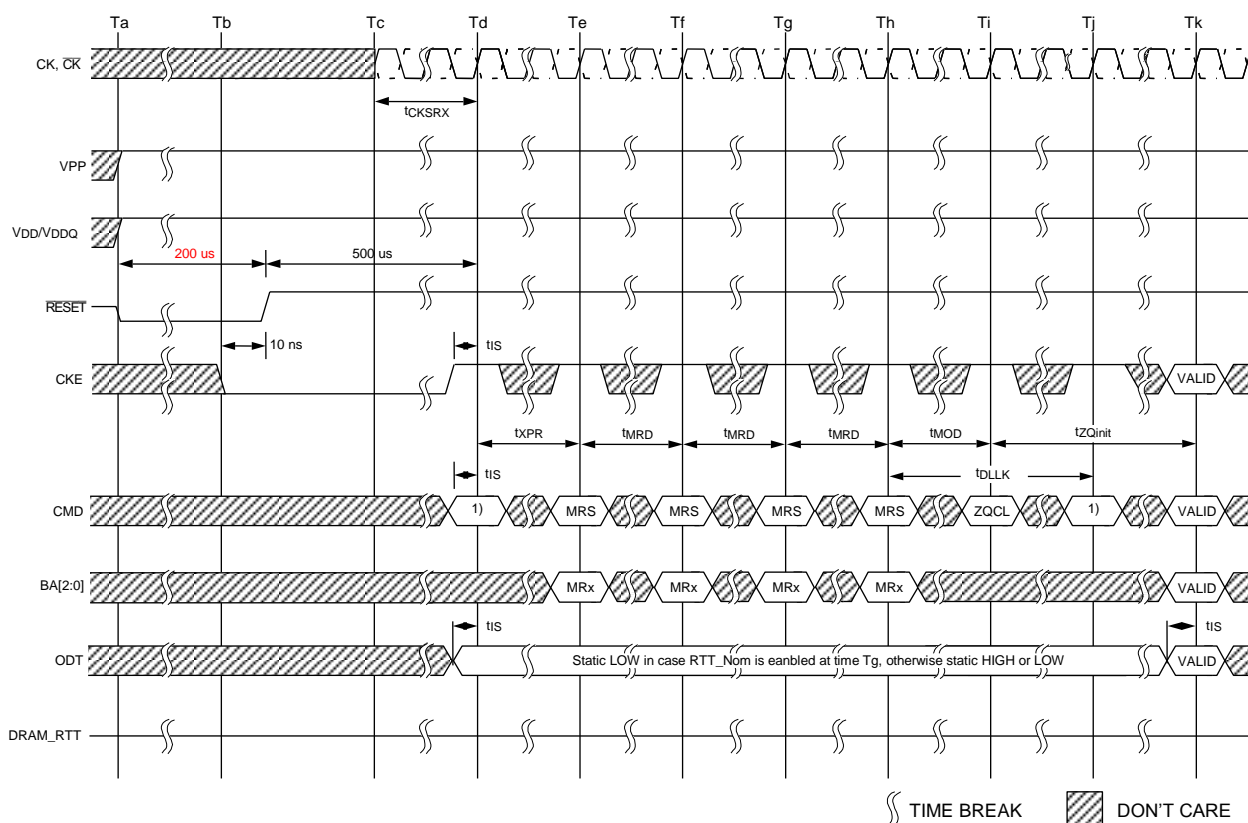 Ta Tb Tc Td Te Tf Tg Th Ti Tj Tk
CK, CK
tCKSRX
VPP
VDD/VDDQ
200 us 500 us
RESET
10 ns tIS
CKE VALID
tXPR tMRD tMRD tMRD tMOD tZQinit
tIS tDLLK
CMD 1) MRS MRS MRS MRS ZQCL 1) VALID
BA[2:0] MRx MRx MRx MRx VALID
tIS tIS
ODT Static LOW in case RTT_Nom is eanbled at time Tg, otherwise static HIGH or LOW VALID
DRAM_RTT
TIME BREAK DON'T CARE